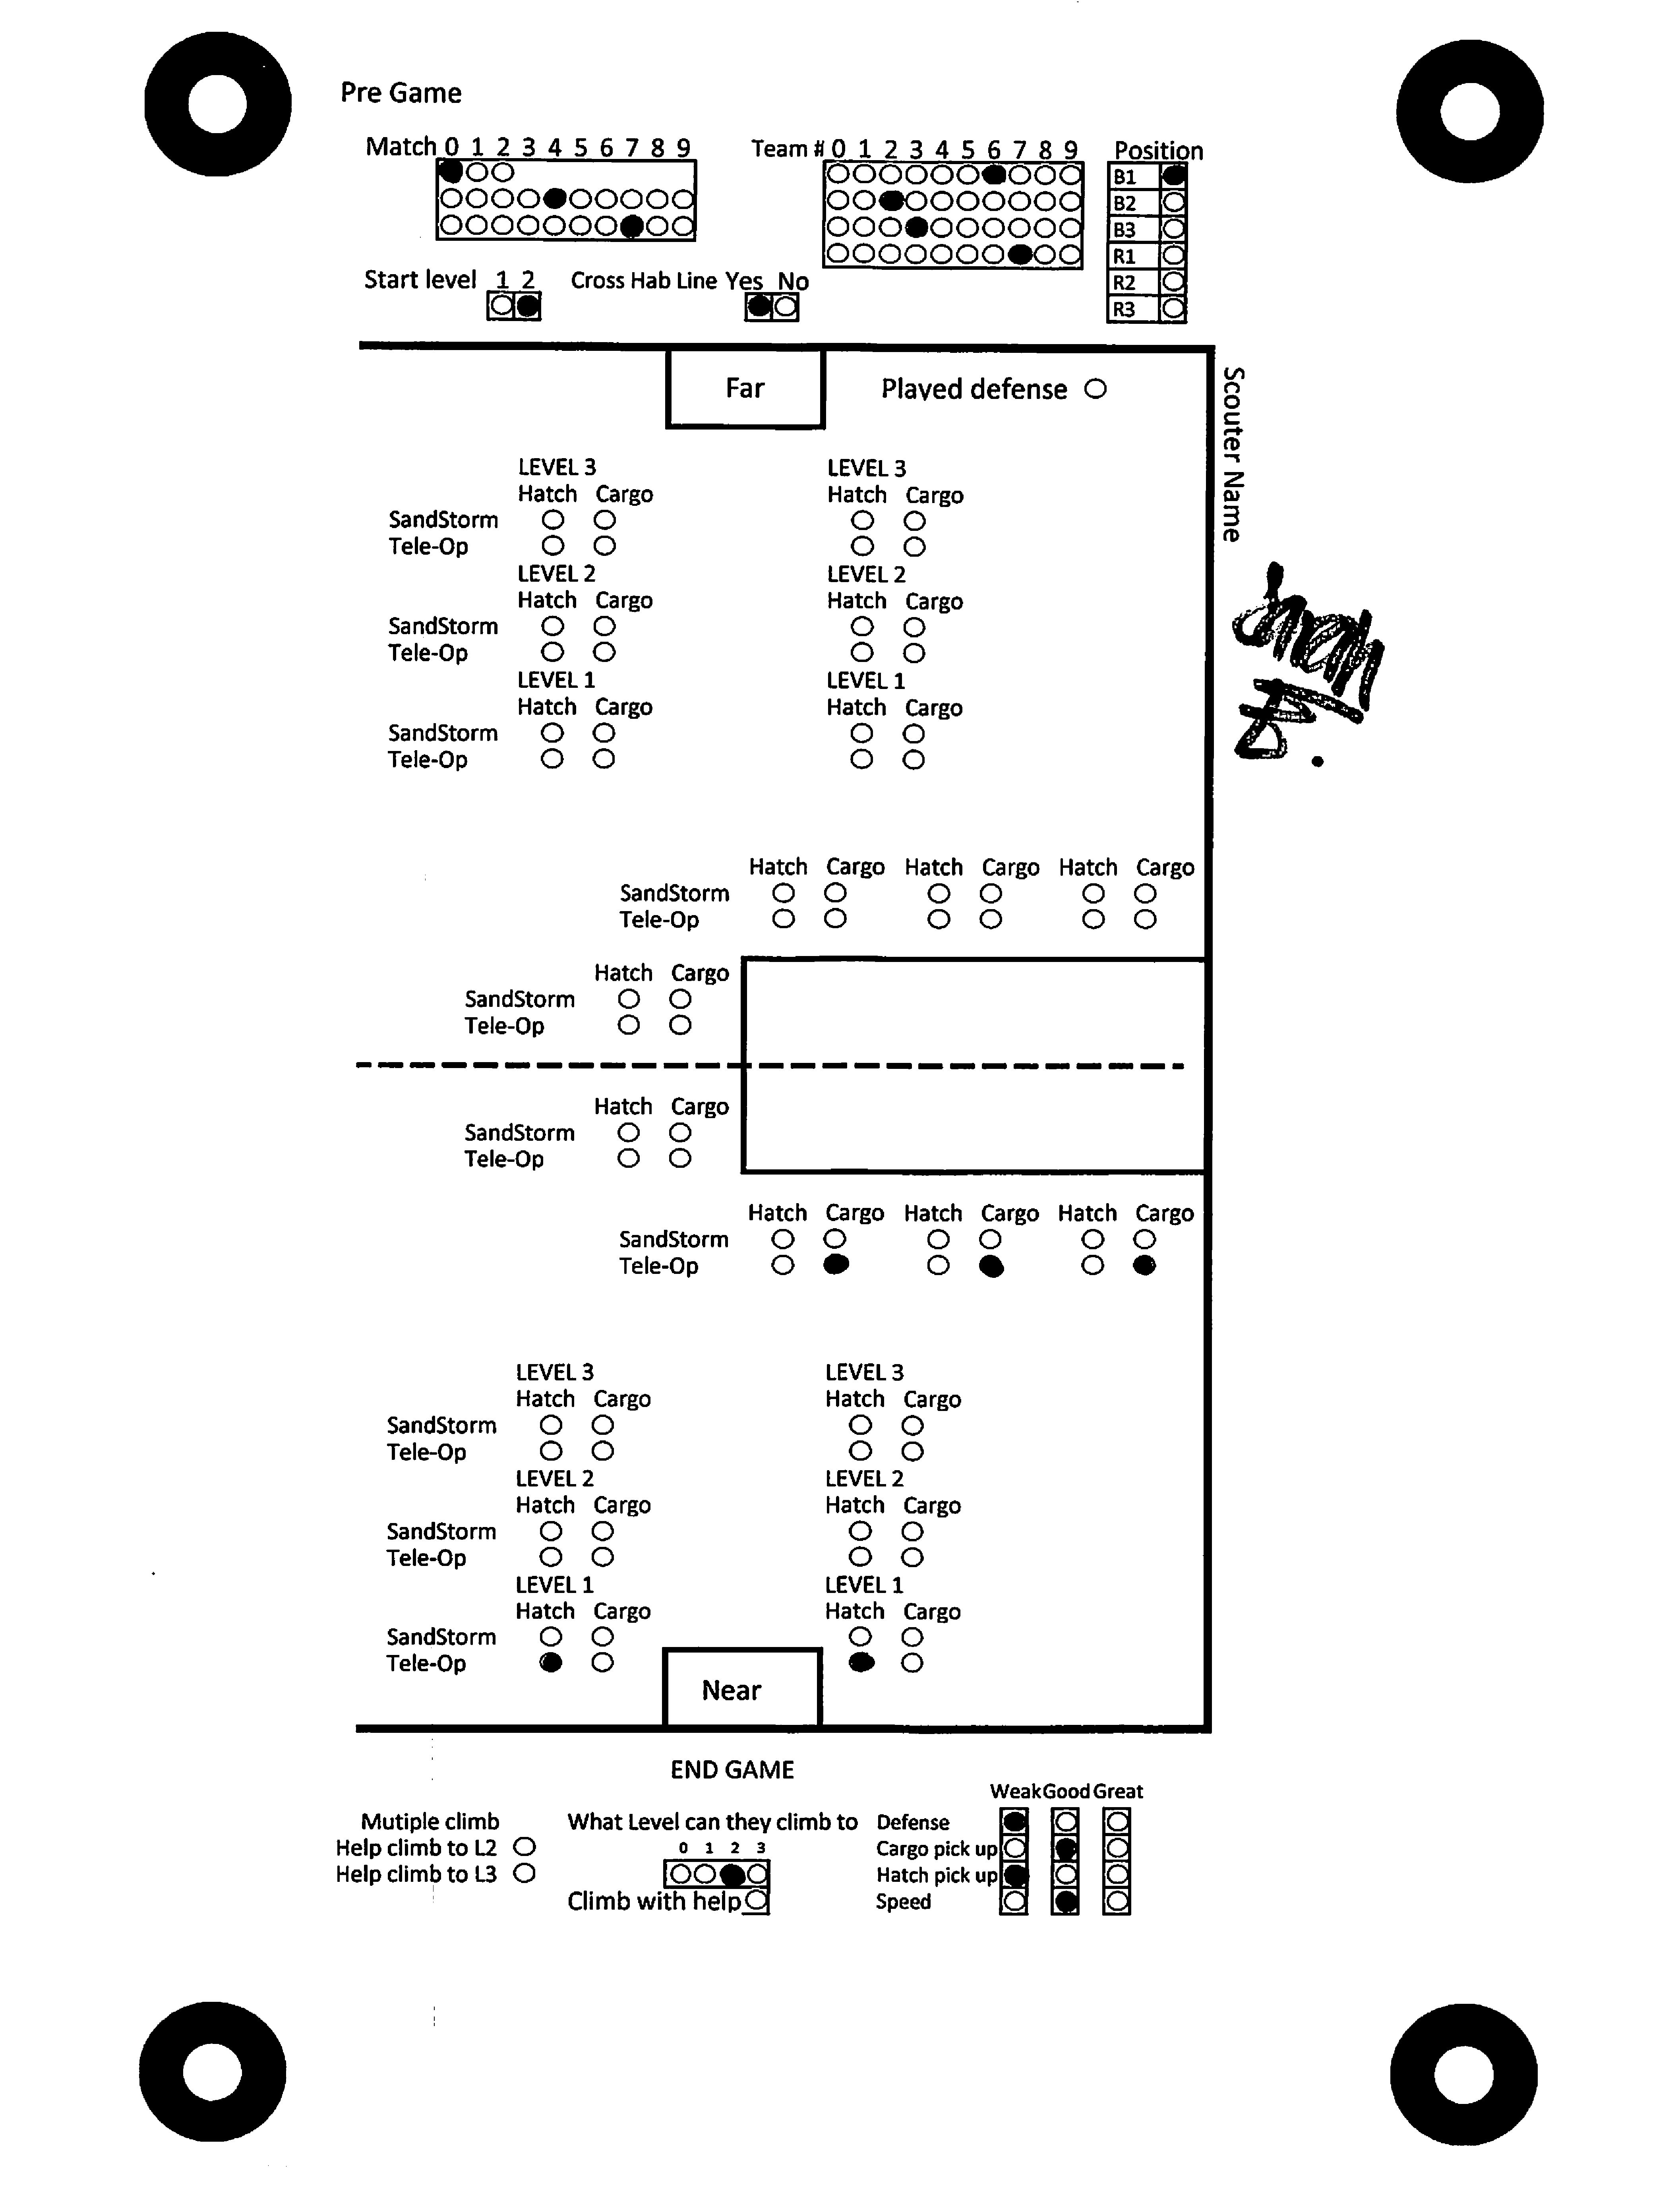 Pre Game
Match 0 1 2 3 4 5 6 7 8 9
Team # 0 1 2 3 4 5 6 7 8 9
Position
B1
B2
B3
R1
R2
R3
Start level 1 2
Cross Hab Line Yes No
Far
Played defense
Scouter Name
LEVEL 3 LEVEL 3
Hatch Cargo Hatch Cargo
SandStorm
Tele-Op
LEVEL 2 LEVEL 2
Hatch Cargo Hatch Cargo
SandStorm
Tele-Op
LEVEL 1 LEVEL 1
Hatch Cargo Hatch Cargo
SandStorm
Tele-Op
Hatch Cargo Hatch Cargo Hatch Cargo
SandStorm
Tele-Op
Hatch Cargo
SandStorm
Tele-Op
Hatch Cargo
SandStorm
Tele-Op
Hatch Cargo Hatch Cargo Hatch Cargo
SandStorm
Tele-Op
LEVEL 3 LEVEL 3
Hatch Cargo Hatch Cargo
SandStorm
Tele-Op
LEVEL 2 LEVEL 2
Hatch Cargo Hatch Cargo
SandStorm
Tele-Op
LEVEL 1 LEVEL 1
Hatch Cargo Hatch Cargo
SandStorm
Tele-Op
Near
END GAME
Mutiple climb
Help climb to L2
Help climb to L3
What Level can they climb to
0 1 2 3
Climb with help
Weak Good Great
Defense
Cargo pick up
Hatch pick up
Speed